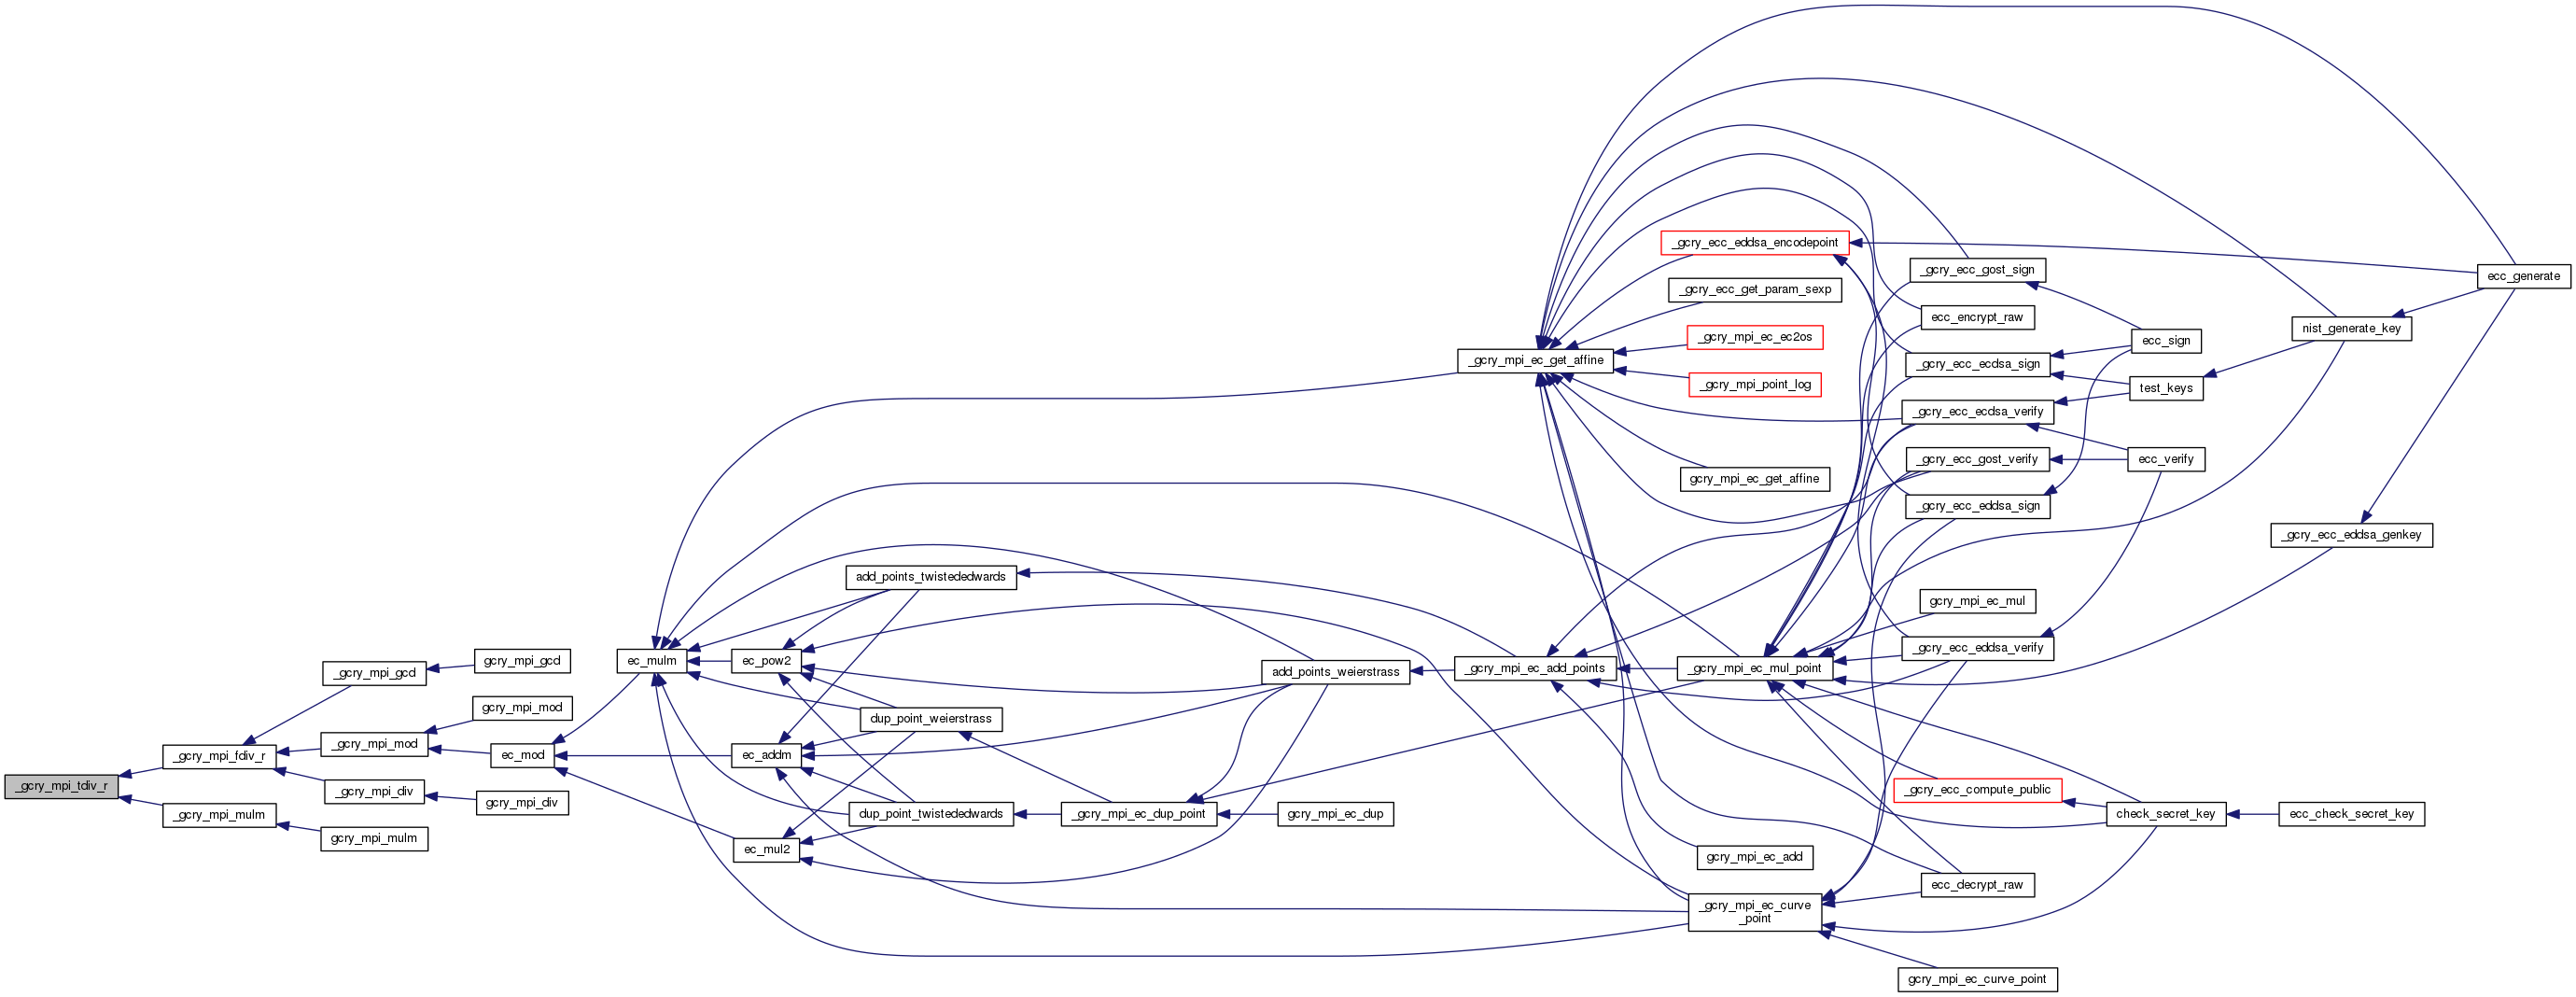 _gcry_mpi_tdiv_r
_gcry_mpi_fdiv_r
_gcry_mpi_mulm
_gcry_mpi_gcd
_gcry_mpi_mod
_gcry_mpi_div
gcry_mpi_mulm
gcry_mpi_gcd
gcry_mpi_mod
ec_mod
gcry_mpi_div
ec_mulm
ec_pow2
ec_addm
ec_mul2
add_points_twistededwards
dup_point_weierstrass
dup_point_twistededwards
_gcry_mpi_ec_dup_point
add_points_weierstrass
gcry_mpi_ec_dup
_gcry_mpi_ec_get_affine
_gcry_mpi_ec_add_points
_gcry_ecc_eddsa_encodepoint
_gcry_ecc_get_param_sexp
_gcry_mpi_ec_ec2os
_gcry_mpi_point_log
gcry_mpi_ec_get_affine
_gcry_mpi_ec_mul_point
gcry_mpi_ec_add
_gcry_mpi_ec_curve
_point
_gcry_ecc_gost_sign
ecc_encrypt_raw
_gcry_ecc_ecdsa_sign
_gcry_ecc_ecdsa_verify
_gcry_ecc_gost_verify
_gcry_ecc_eddsa_sign
gcry_mpi_ec_mul
_gcry_ecc_eddsa_verify
_gcry_ecc_compute_public
ecc_decrypt_raw
gcry_mpi_ec_curve_point
ecc_sign
test_keys
ecc_verify
check_secret_key
nist_generate_key
_gcry_ecc_eddsa_genkey
ecc_check_secret_key
ecc_generate